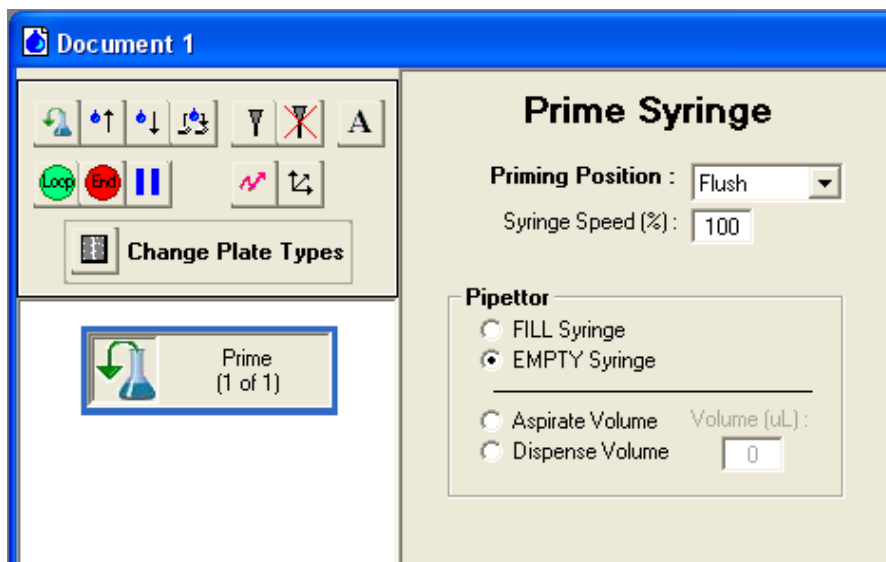 Document 1
A
Loop
End
Change Plate Types
Prime
(1 of 1)
Prime Syringe
Priming Position :
Flush
Syringe Speed (%) :
100
Pipettor
FILL Syringe
EMPTY Syringe
Aspirate Volume
Volume (uL) :
Dispense Volume
0